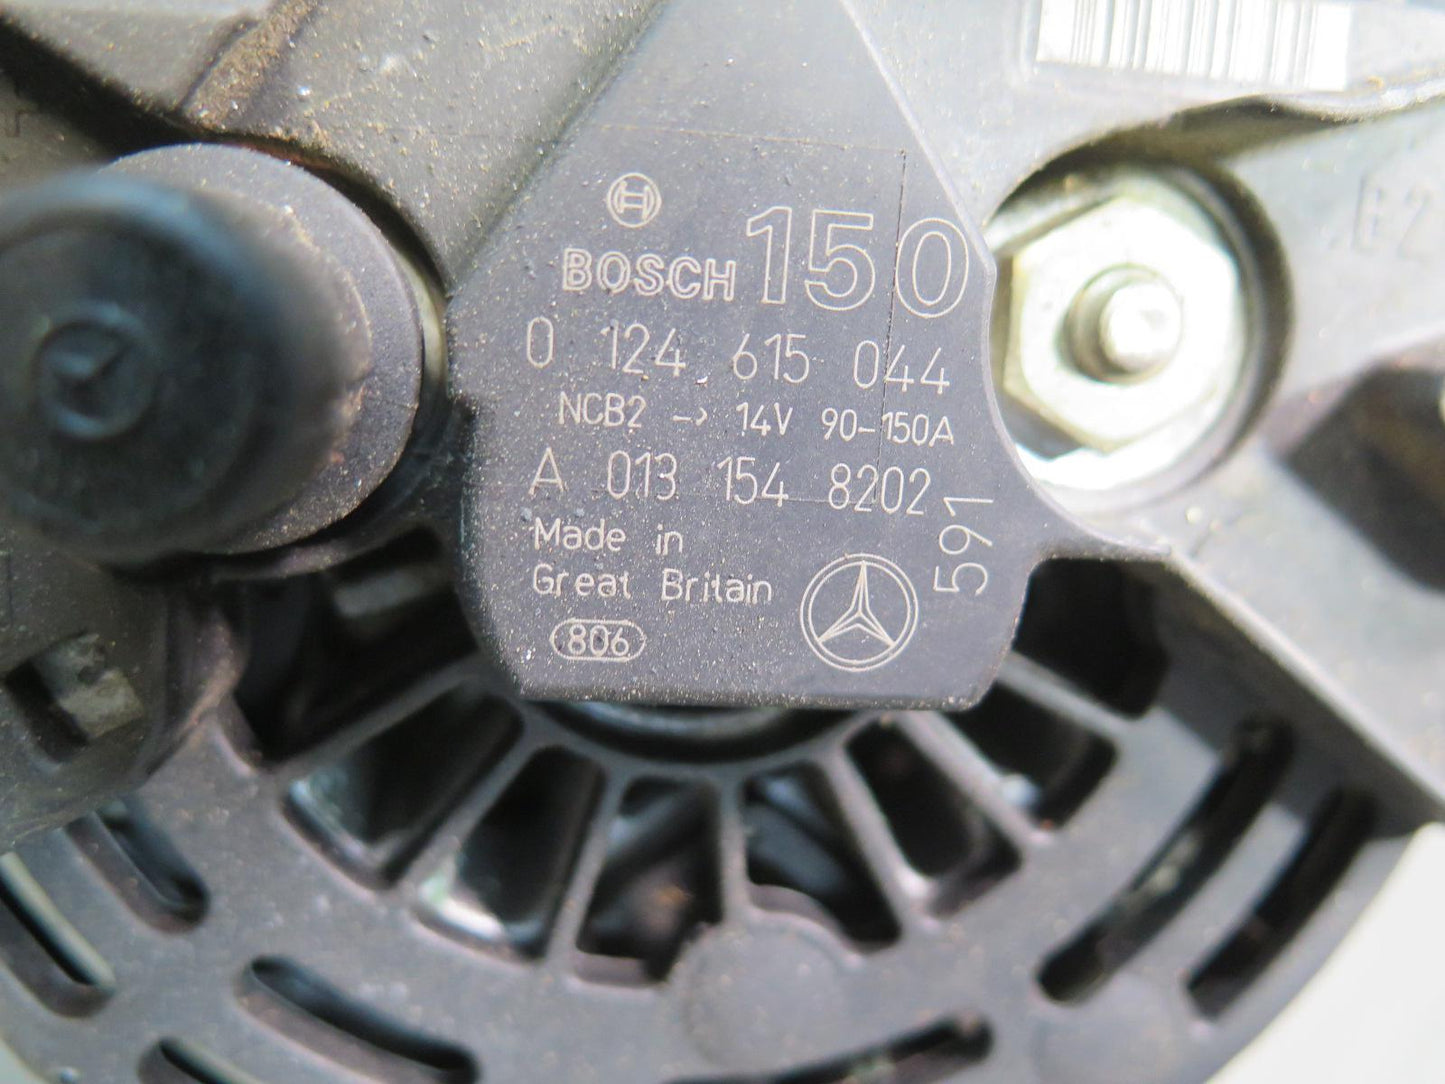 BOSCH 150
0 124 615 044
NCB2 -> 14V 90-150A
A 013 154 8202
591
Made in
Great Britain
806